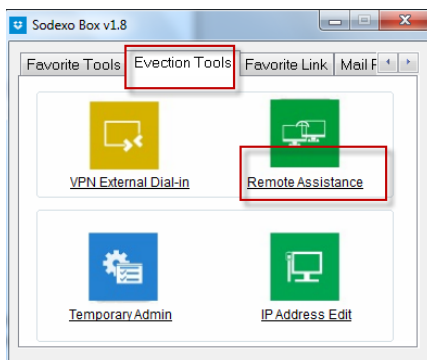 Sodexo Box v1.8
Favorite Tools Evection Tools Favorite Link Mail
VPN External Dial-in Remote Assistance
Temporary Admin IP Address Edit